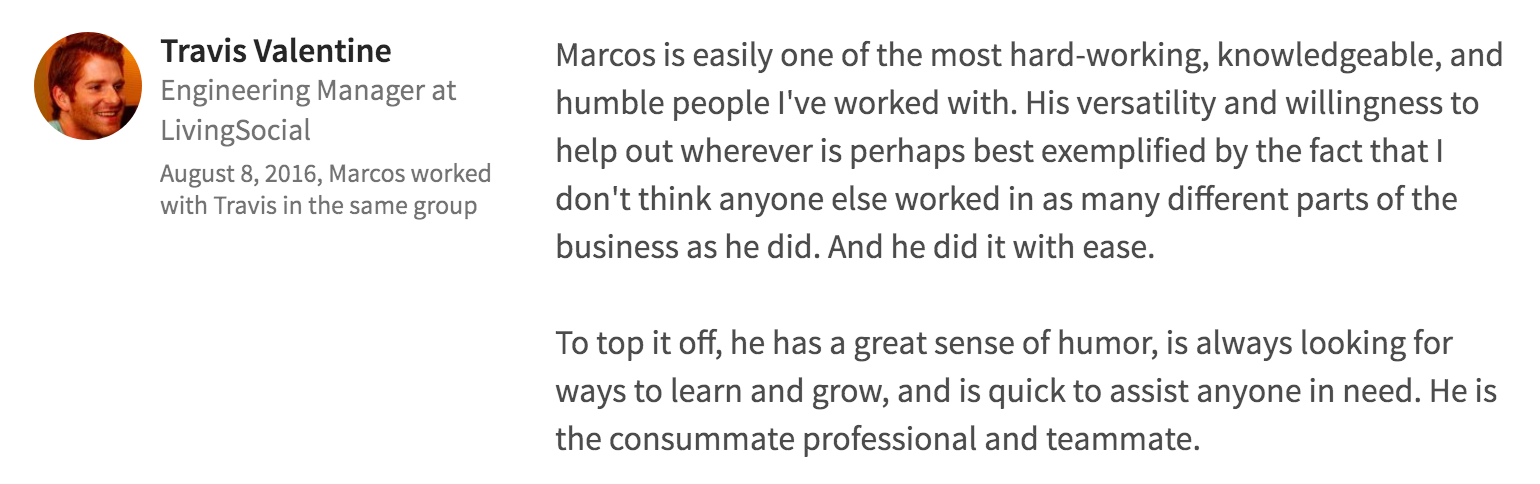 Travis Valentine
Engineering Manager at
LivingSocial
August 8, 2016, Marcos worked
with Travis in the same group
Marcos is easily one of the most hard-working, knowledgeable, and
humble people I've worked with. His versatility and willingness to
help out wherever is perhaps best exemplified by the fact that I
don't think anyone else worked in as many different parts of the
business as he did. And he did it with ease.
To top it off, he has a great sense of humor, is always looking for
ways to learn and grow, and is quick to assist anyone in need. He is
the consummate professional and teammate.